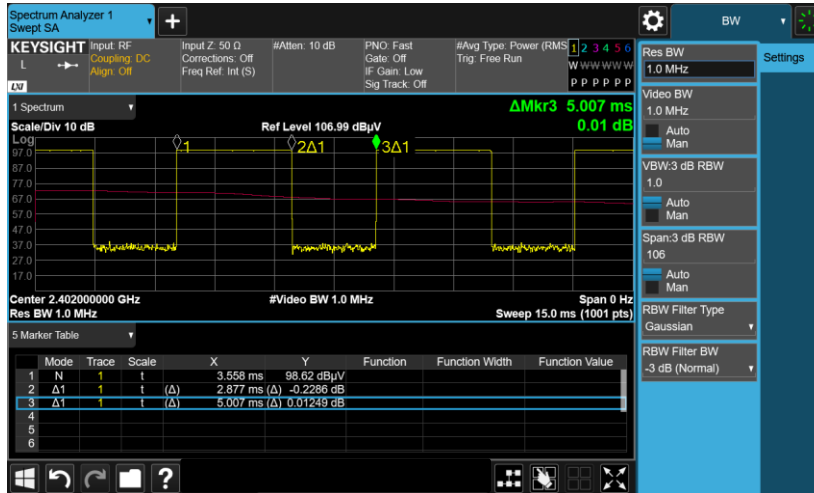 Spectrum Analyzer 1
Swept SA
BW
KEYSIGHT
L
LXI
Input: RF
Coupling: DC
Align: Off
Input Z: 50 Ω
Corrections: Off
Freq Ref: Int (S)
#Atten: 10 dB
PNO: Fast
Gate: Off
IF Gain: Low
Sig Track: Off
#Avg Type: Power (RMS
Trig: Free Run
1 2 3 4 5 6
W W W W W W
P P P P P P
1 Spectrum
ΔMkr3 5.007 ms
0.01 dB
Scale/Div 10 dB
Ref Level 106.99 dBµV
Log
97.0
87.0
77.0
67.0
57.0
47.0
37.0
27.0
17.0
1
2Δ1
3Δ1
Center 2.402000000 GHz
#Video BW 1.0 MHz
Span 0 Hz
Res BW 1.0 MHz
Sweep 15.0 ms (1001 pts)
5 Marker Table
Mode Trace Scale X Y Function Function Width Function Value
1 N 1 t 3.558 ms 98.62 dBµV
2 Δ1 1 t (Δ) 2.877 ms (Δ) -0.2286 dB
3 Δ1 1 t (Δ) 5.007 ms (Δ) 0.01249 dB
4
5
6
Res BW
1.0 MHz
Settings
Video BW
1.0 MHz
Auto
Man
VBW:3 dB RBW
1.0
Auto
Man
Span:3 dB RBW
106
Auto
Man
RBW Filter Type
Gaussian
RBW Filter BW
-3 dB (Normal)
?